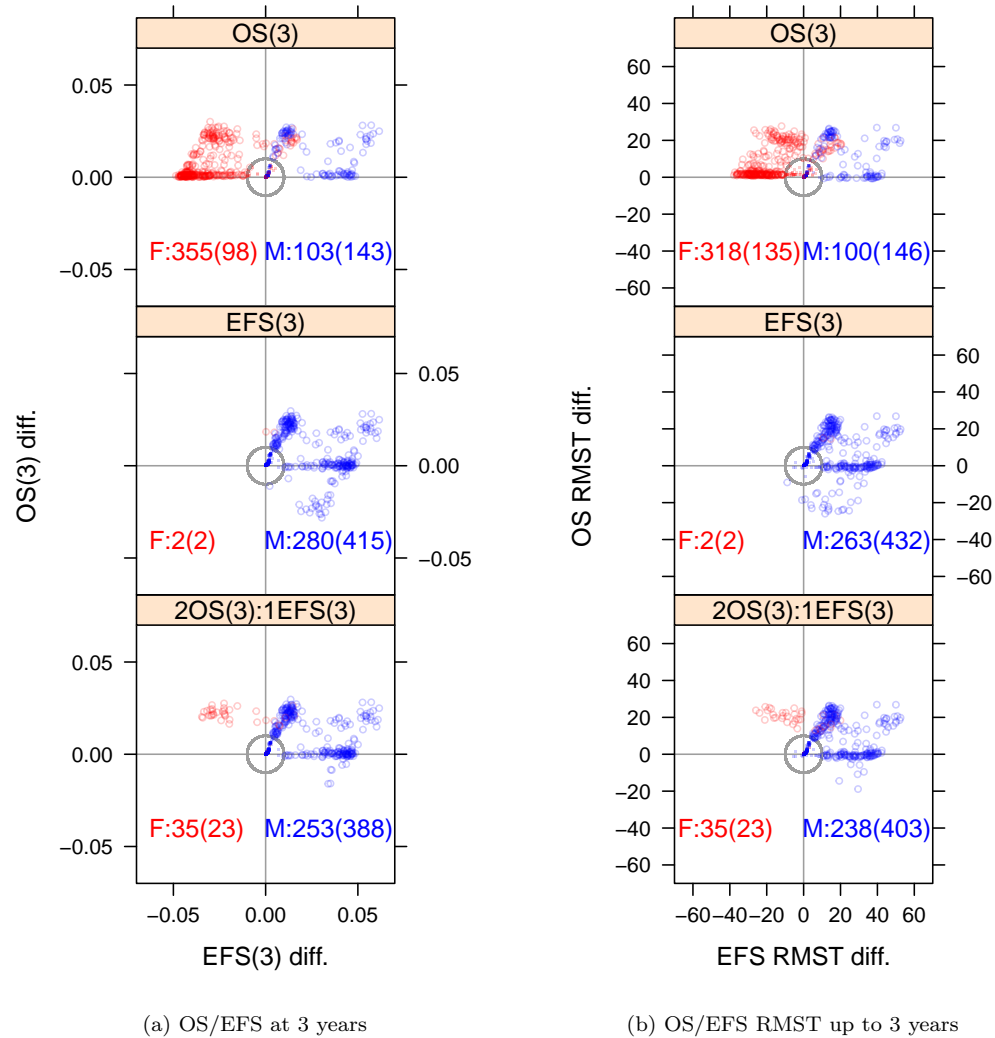 OS(3)
0.05
0.00
−0.05
F:355(98) M:103(143)
EFS(3)
0.05
0.00
−0.05
F:2(2) M:280(415)
2OS(3):1EFS(3)
0.05
0.00
−0.05
F:35(23) M:253(388)
−0.05 0.00 0.05
OS(3) diff.
EFS(3) diff.
(a) OS/EFS at 3 years
OS(3)
60
40
20
0
−20
−40
−60
F:318(135) M:100(146)
EFS(3)
60
40
20
0
−20
−40
−60
F:2(2) M:263(432)
2OS(3):1EFS(3)
60
40
20
0
−20
−40
−60
F:35(23) M:238(403)
−60 −40 −20 0 20 40 60
OS RMST diff.
EFS RMST diff.
(b) OS/EFS RMST up to 3 years